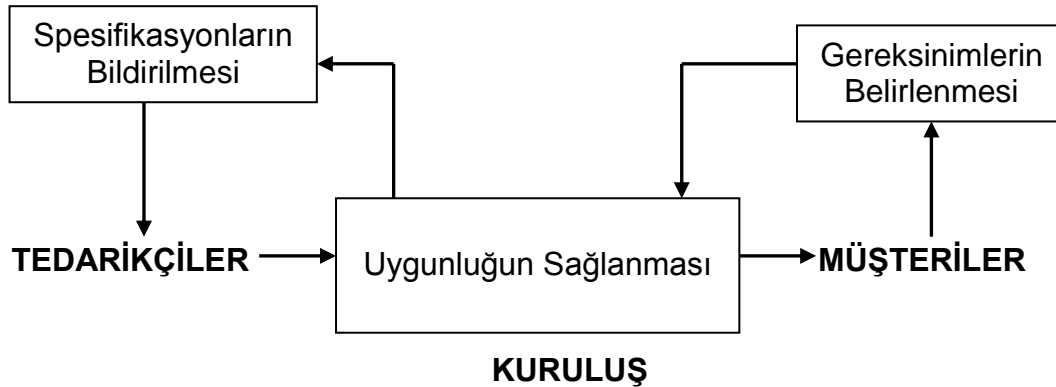 Spesifikasyonların
Bildirilmesi
Gereksinimlerin
Belirlenmesi
TEDARİKÇİLER
Uygunluğun Sağlanması
MÜŞTERİLER
KURULUŞ